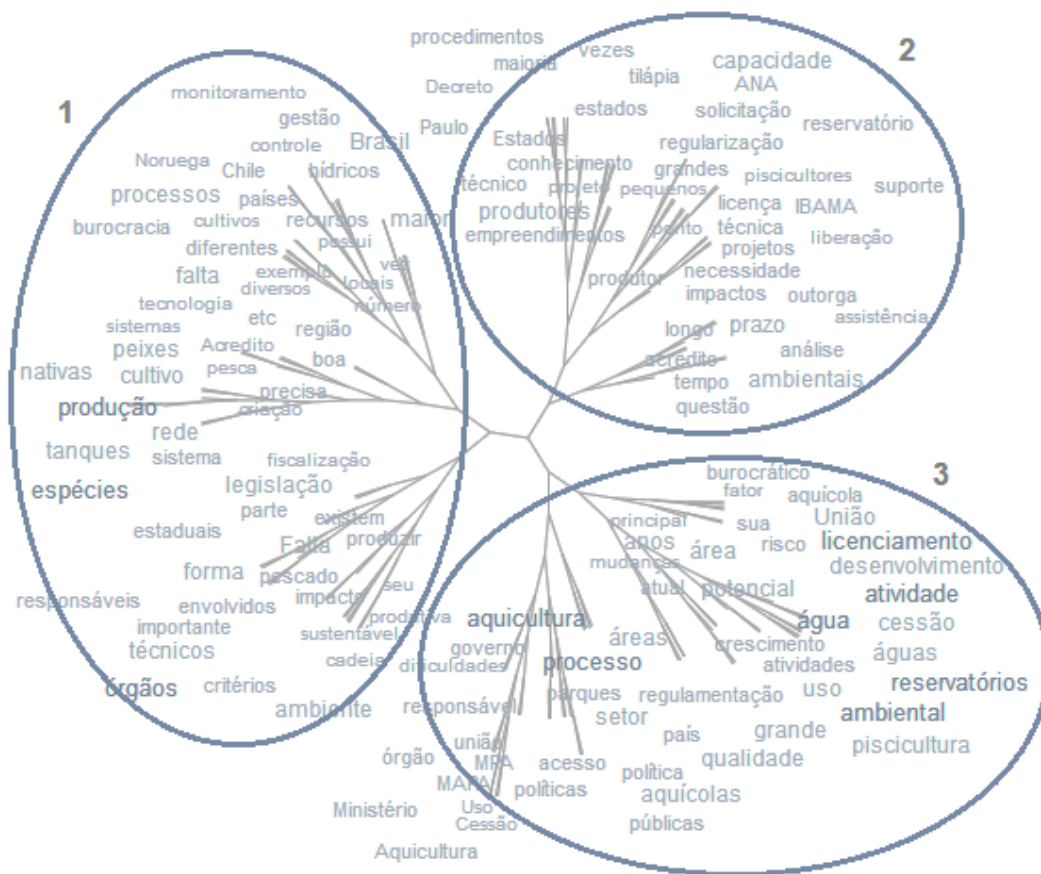 procedimentos
vezes
2
maioria
tilápia
capacidade
ANA
1
monitoramento
Decreto
gestão
estados
solicitação
reservatório
controle
Brasil
Paulo
Estados
regularização
Noruega
Chile
hídricos
conhecimento
grandes
piscicultores
técnico
projeto
pequenos
suporte
processos
países
produtores
licença
IBAMA
burocracia
cultivos
recursos
maior
empreendimentos
ponto
técnica
liberação
diferentes
possui
projetos
falta
exemplo
vez
produtor
necessidade
diversos
locais
impactos
outorga
tecnologia
número
etc
assistência
sistemas
região
longo
prazo
peixes
Acredito
boa
acredito
análise
nativas
cultivo
pesca
tempo
ambientais
produção
precisa
criação
questão
rede
tanques
sistema
fiscalização
burocrático
3
espécies
legislação
fator
aquícola
parte
existem
principal
sua
União
estaduais
Falta
produzir
anos
área
risco
licenciamento
forma
pescado
mudanças
desenvolvimento
responsáveis
envolvidos
impacto
seu
atual
potencial
atividade
importante
produtiva
aquicultura
água
cessão
técnicos
sustentável
governo
áreas
crescimento
águas
cadeia
dificuldades
processo
atividades
órgãos
critérios
parques
regulamentação
uso
reservatórios
ambiente
responsável
setor
ambiental
união
país
grande
órgão
MPA
acesso
qualidade
piscicultura
MAPA
política
políticas
aquícolas
Ministério
Uso
Cessão
públicas
Aquicultura